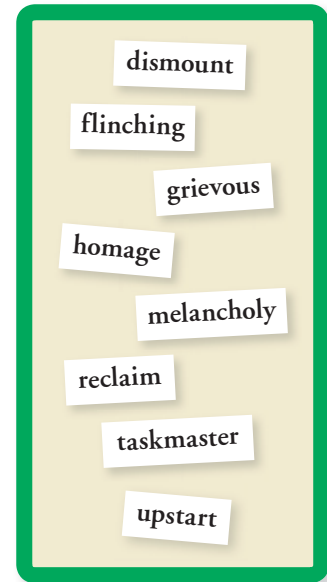 dismount
flinching
grievous
homage
melancholy
reclaim
taskmaster
upstart